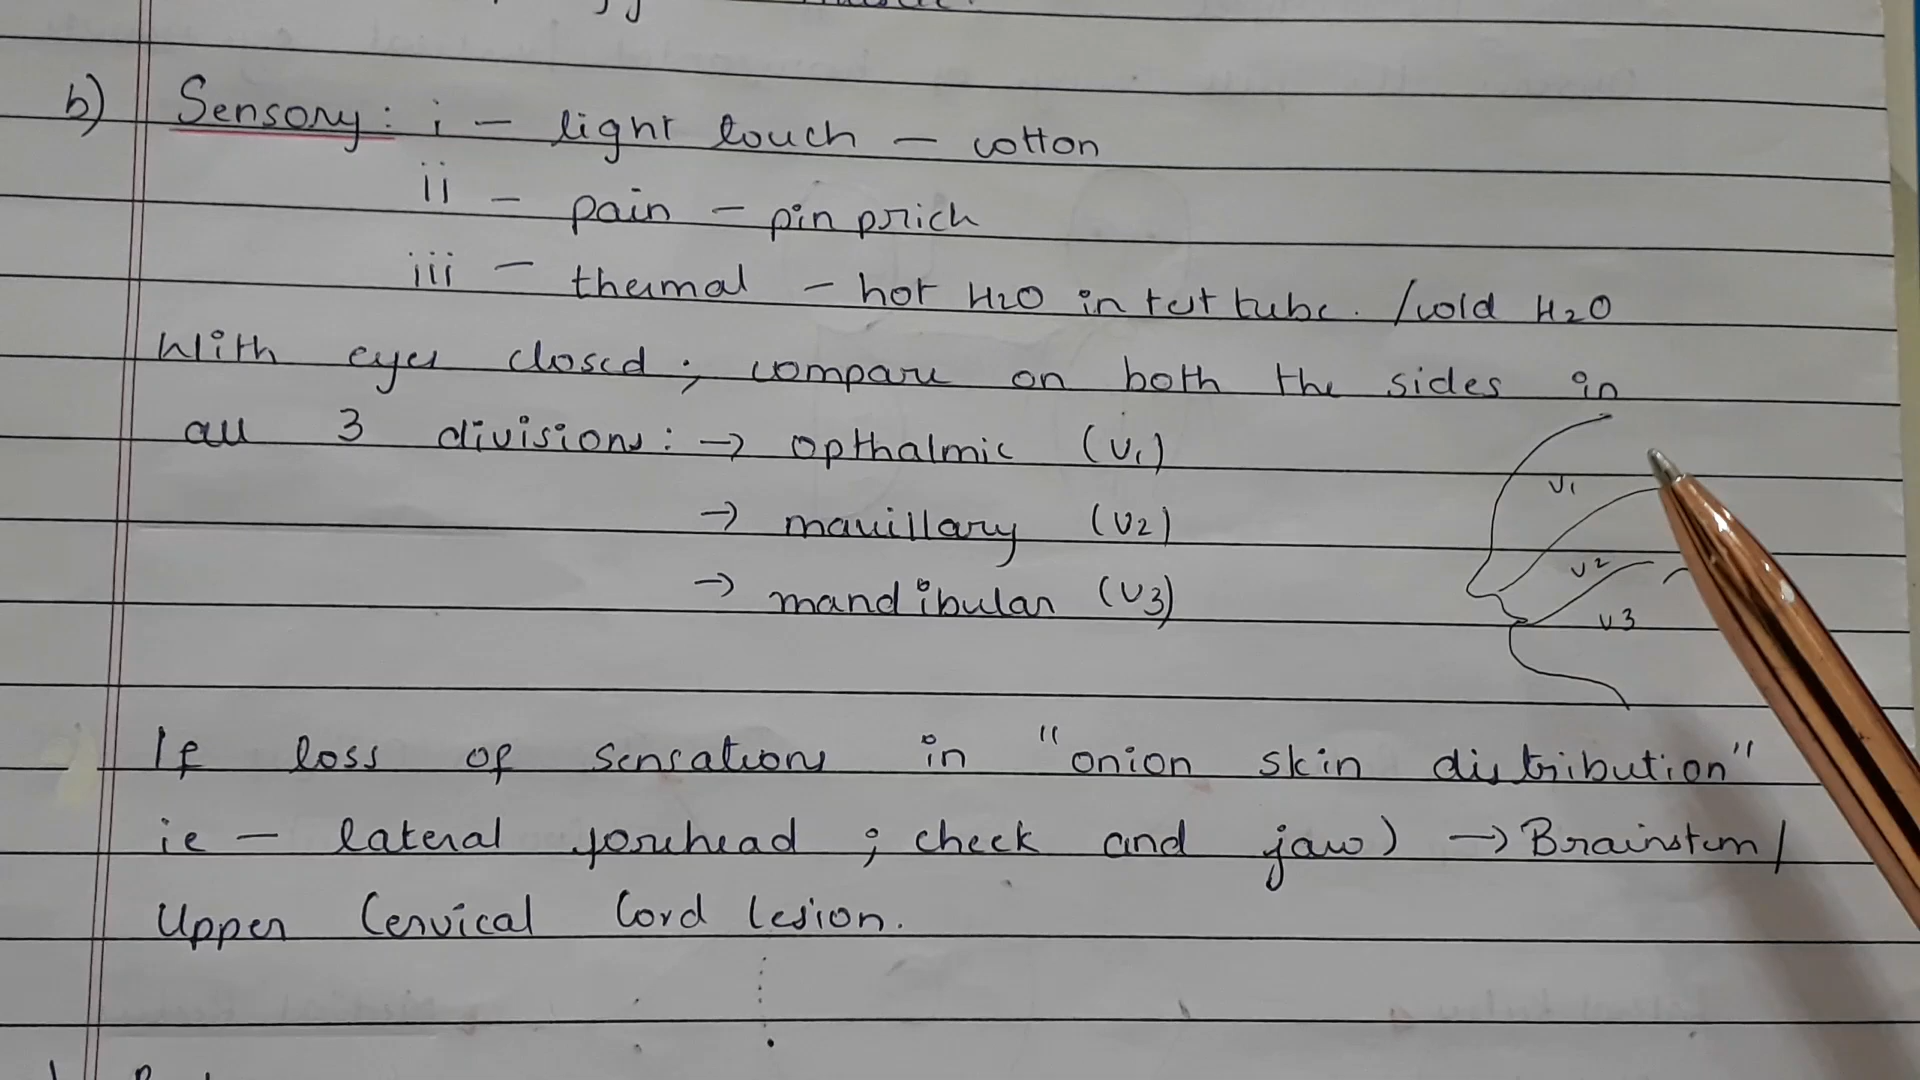 b) Sensory: i - light touch - cotton
ii - pain - pin prick
iii - thermal - hot H2O in test tube. / cold H2O
With eyes closed; compare on both the sides in
all 3 divisions: → opthalmic (V1)
→ maxillary (V2)
→ mandibular (V3)
V1
V2
V3
If loss of sensations in "onion skin distribution"
ie - lateral forehead ; cheek and jaw) → Brainstem/
Upper Cervical Cord lesion.